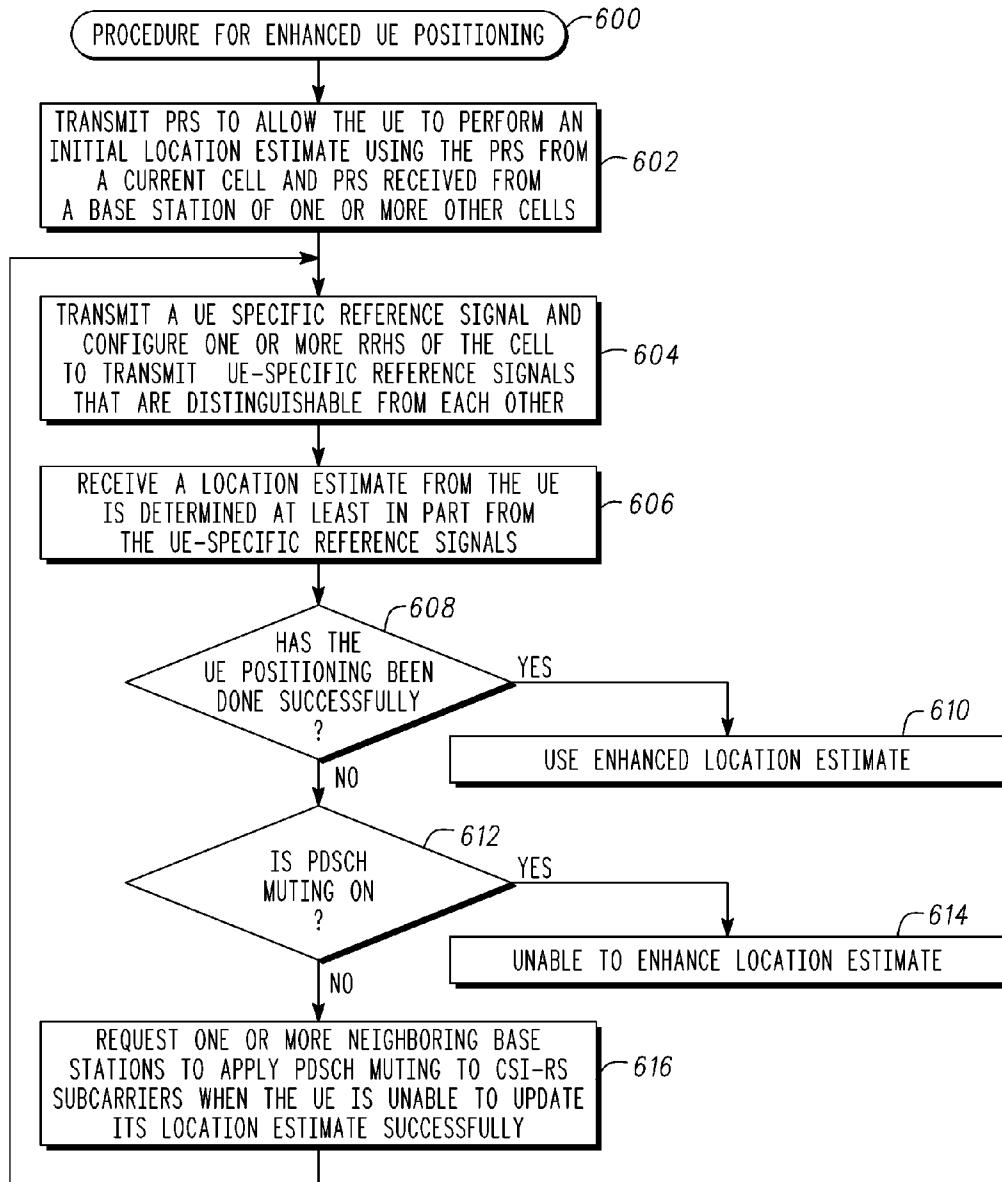 PROCEDURE FOR ENHANCED UE POSITIONING
600
TRANSMIT PRS TO ALLOW THE UE TO PERFORM AN
INITIAL LOCATION ESTIMATE USING THE PRS FROM
A CURRENT CELL AND PRS RECEIVED FROM
A BASE STATION OF ONE OR MORE OTHER CELLS
602
TRANSMIT A UE SPECIFIC REFERENCE SIGNAL AND
CONFIGURE ONE OR MORE RRHS OF THE CELL
TO TRANSMIT UE-SPECIFIC REFERENCE SIGNALS
THAT ARE DISTINGUISHABLE FROM EACH OTHER
604
RECEIVE A LOCATION ESTIMATE FROM THE UE
IS DETERMINED AT LEAST IN PART FROM
THE UE-SPECIFIC REFERENCE SIGNALS
606
608
HAS THE
UE POSITIONING BEEN
DONE SUCCESSFULLY
?
YES
610
USE ENHANCED LOCATION ESTIMATE
NO
612
IS PDSCH
MUTING ON
?
YES
614
UNABLE TO ENHANCE LOCATION ESTIMATE
NO
REQUEST ONE OR MORE NEIGHBORING BASE
STATIONS TO APPLY PDSCH MUTING TO CSI-RS
SUBCARRIERS WHEN THE UE IS UNABLE TO UPDATE
ITS LOCATION ESTIMATE SUCCESSFULLY
616